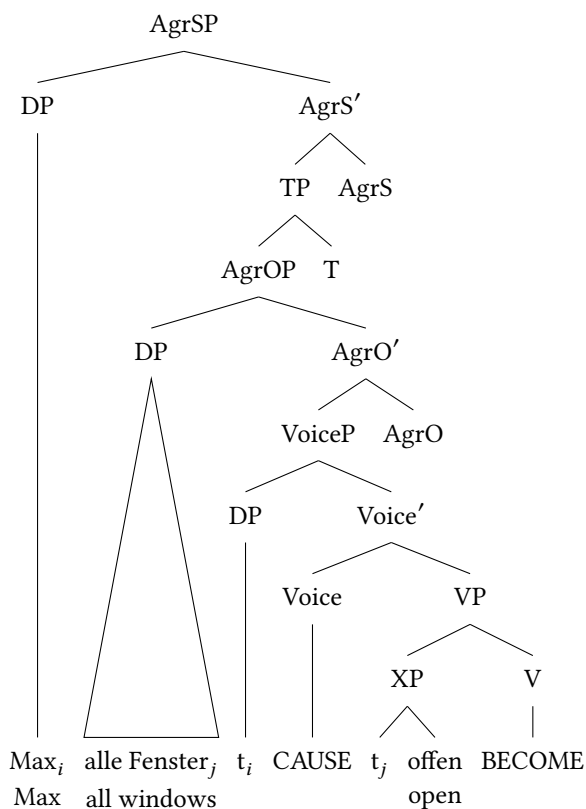 AgrSP
DP AgrS′
TP AgrS
AgrOP T
DP AgrO′
VoiceP AgrO
DP Voice′
Voice VP
XP V
Maxᵢ alle Fensterⱼ tᵢ CAUSE tⱼ offen BECOME
Max all windows open